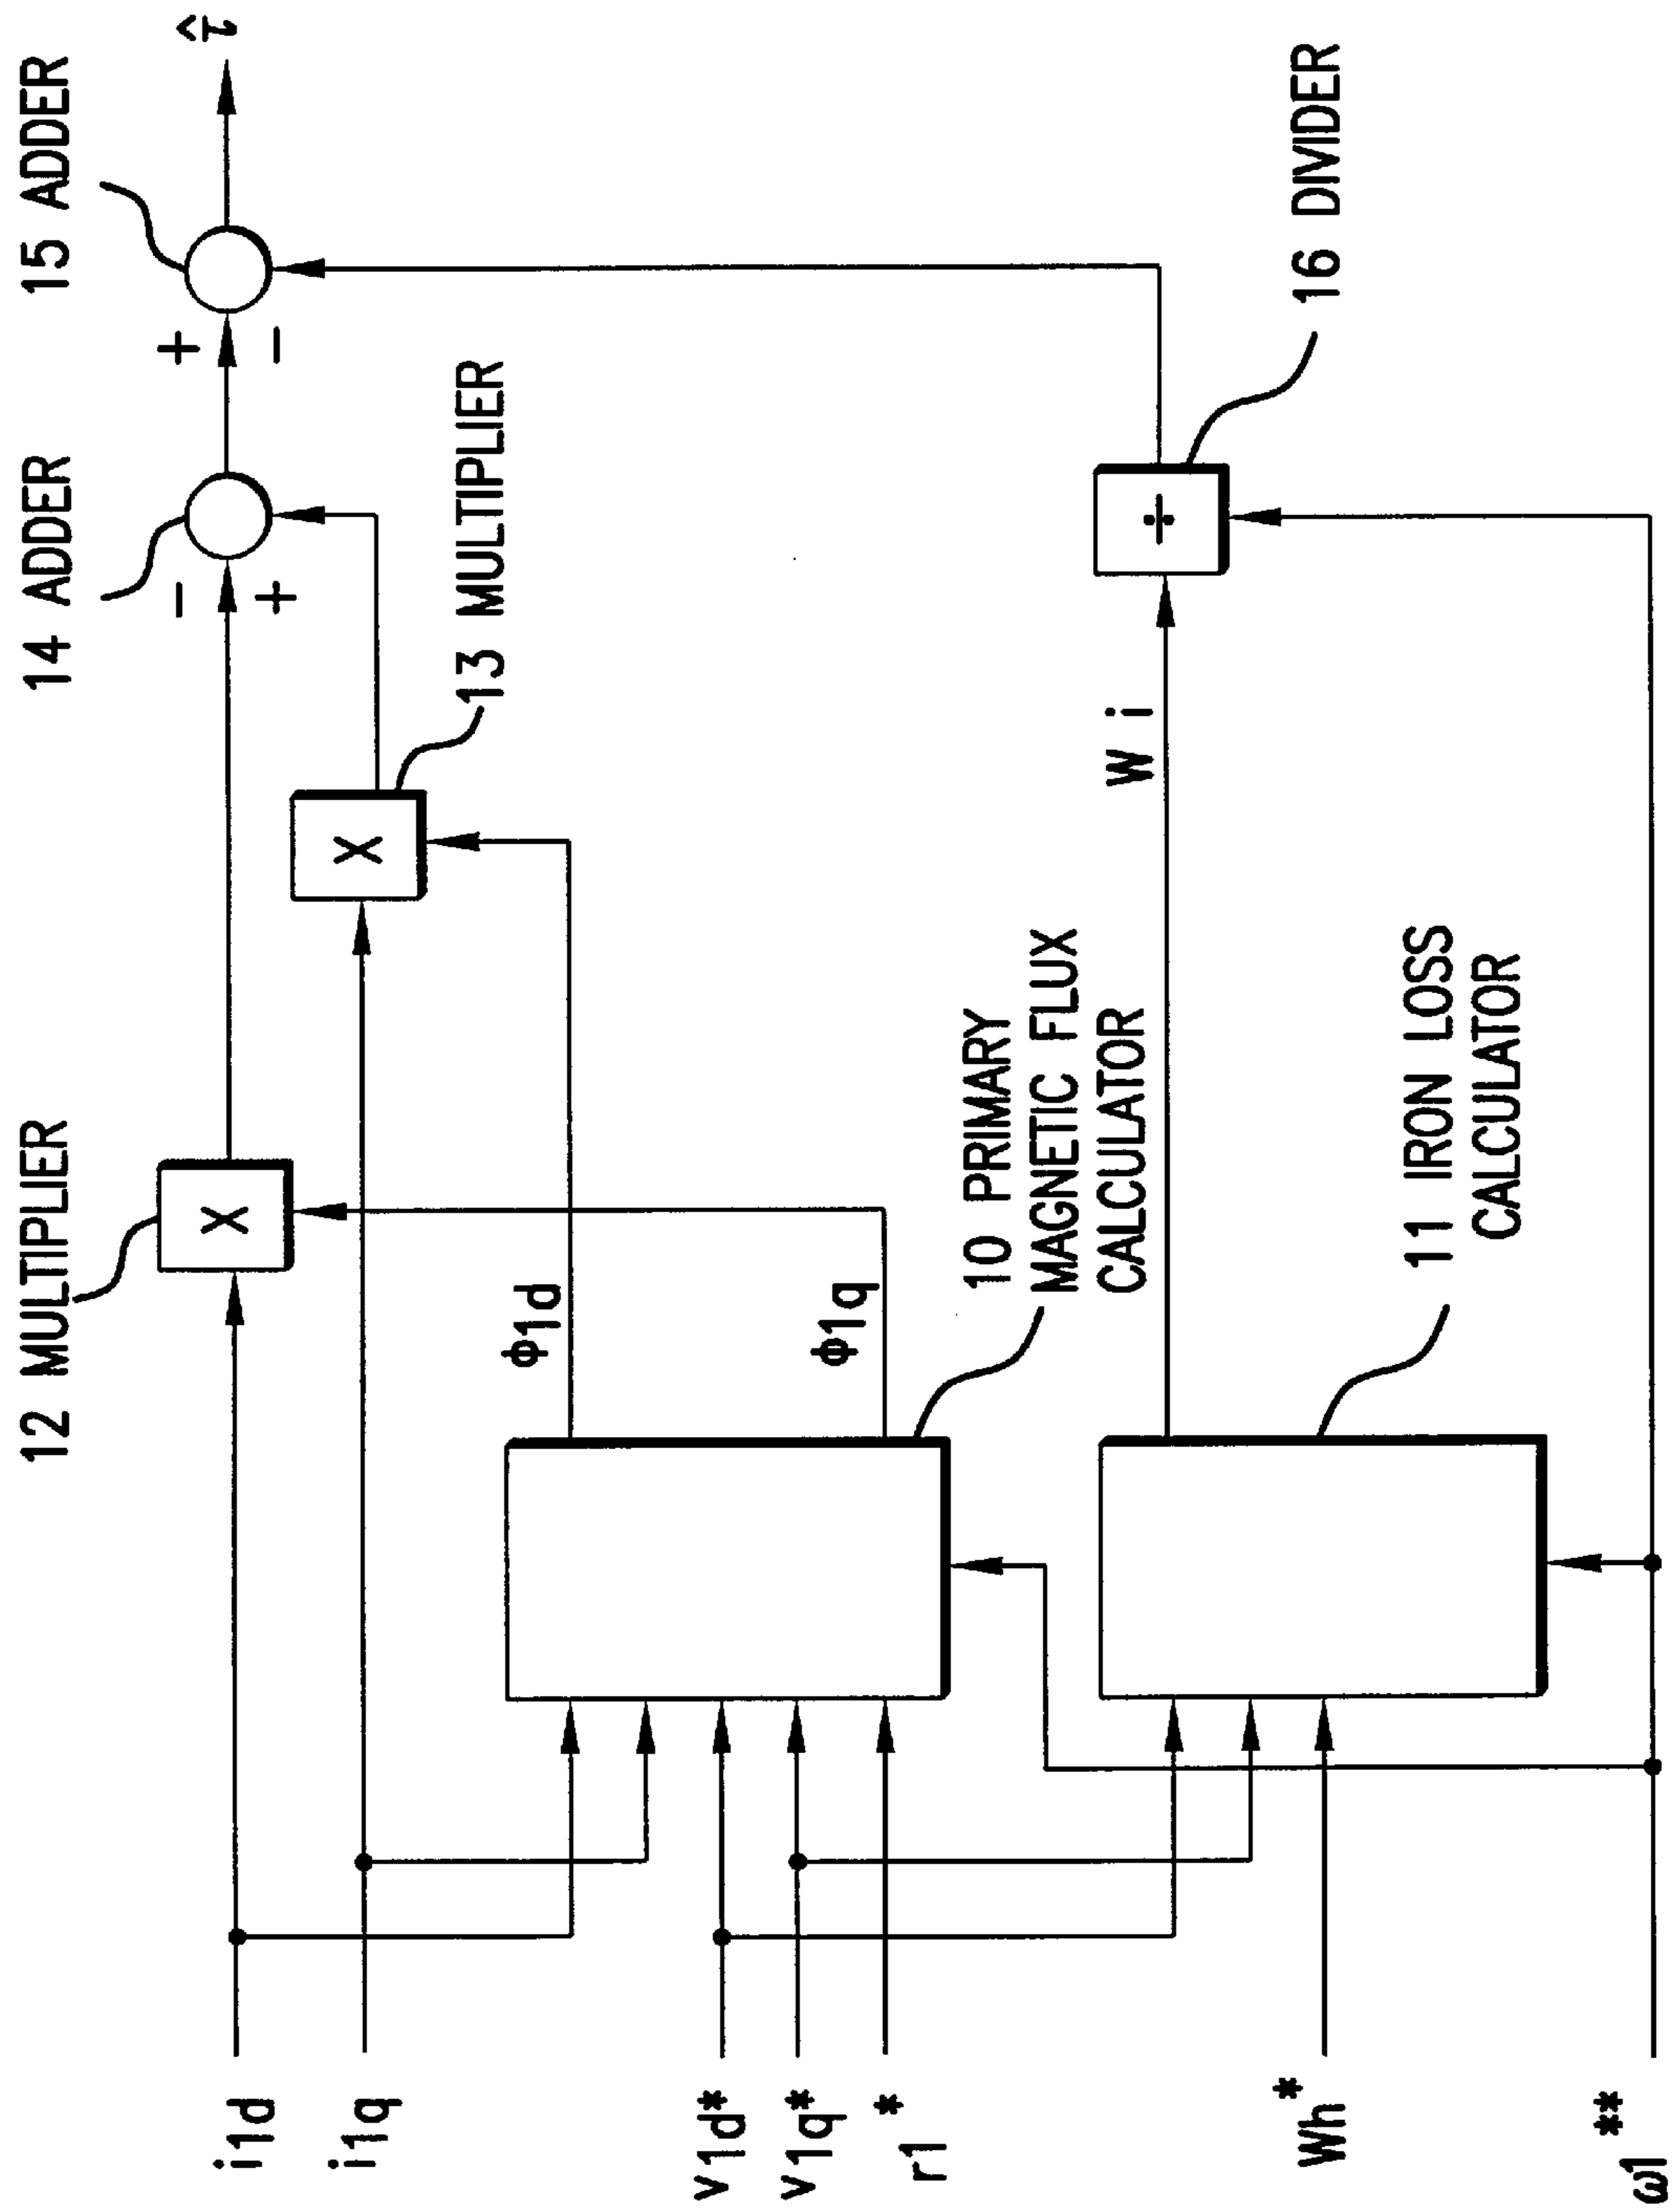 12 MULTIPLIER
14 ADDER
15 ADDER
i1d
X
−
+
+
−
τ̂
i1q
X
13 MULTIPLIER
v1d*
v1q*
r1*
ϕ1d
ϕ1q
10 PRIMARY
MAGNETIC FLUX
CALCULATOR
Wh*
W i
÷
16 DIVIDER
11 IRON LOSS
CALCULATOR
ω1**